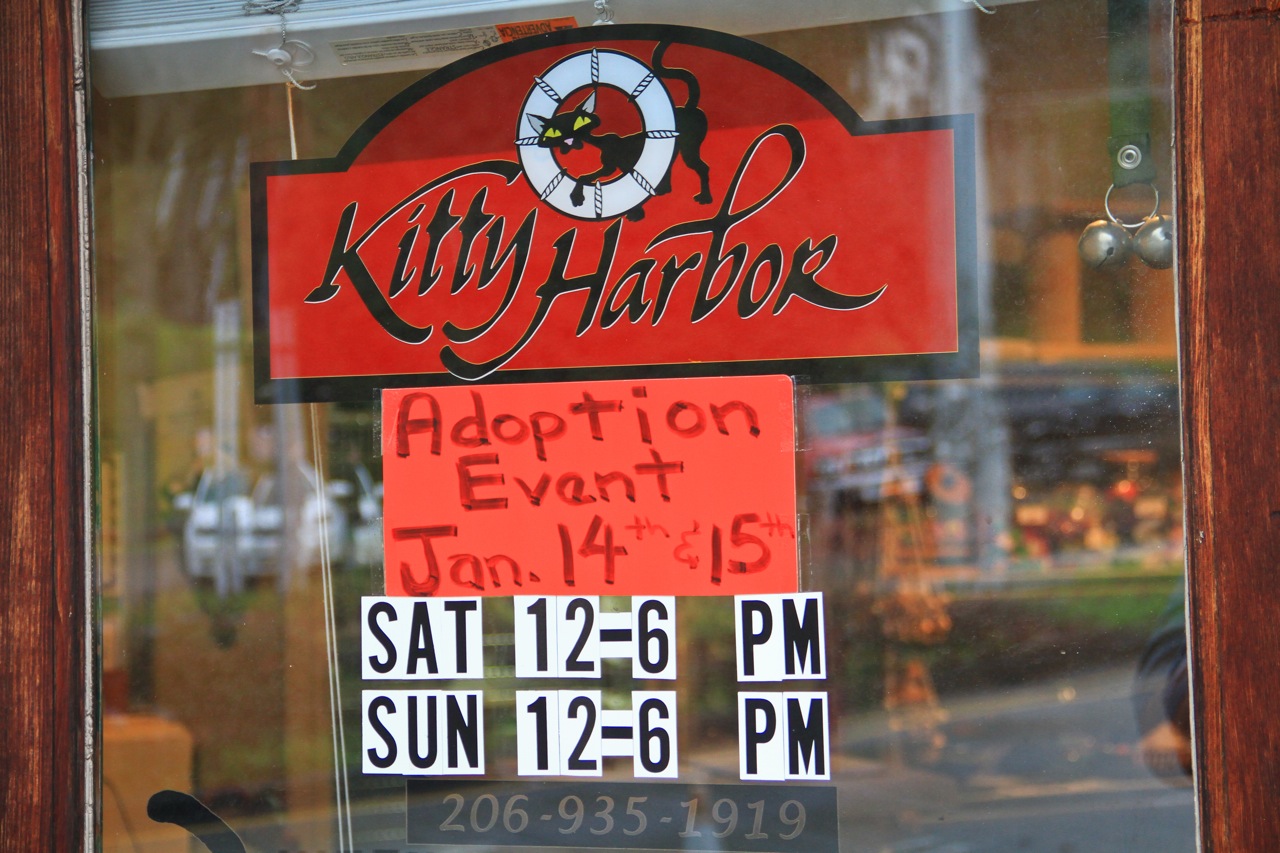 Kitty
Harbor
Adoption
Event
Jan. 14th & 15th
SAT 12=6 PM
SUN 12=6 PM
206-935-1919